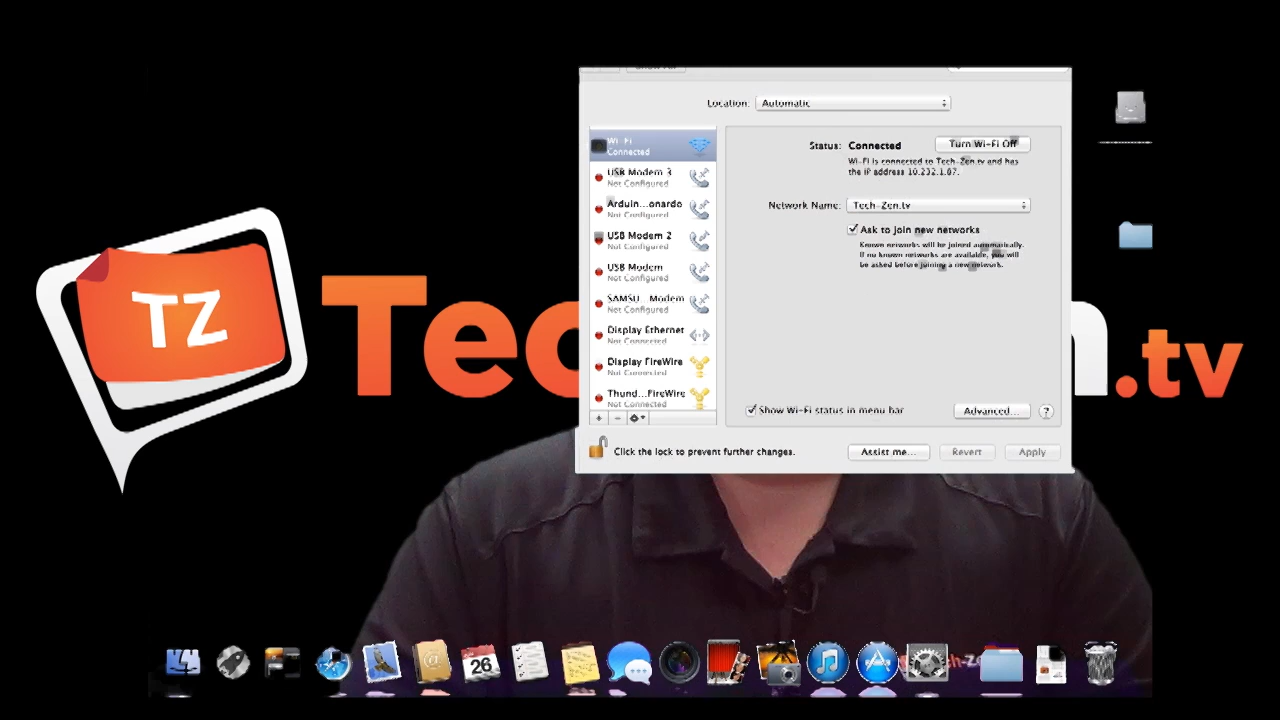 Location: Automatic
Wi-Fi
Connected
USB Modem 3
Not Configured
Arduin...onardo
Not Configured
USB Modem 2
Not Configured
USB Modem
Not Configured
SAMSU... Modem
Not Configured
Display Ethernet
Not Connected
Display FireWire
Not Connected
Thund...FireWire
Not Connected
Status: Connected
Turn Wi-Fi Off
Wi-Fi is connected to Tech-Zen.tv and has
the IP address 10.232.1.87.
Network Name: Tech-Zen.tv
Ask to join new networks
Known networks will be joined automatically.
If no known networks are available, you will
be asked before joining a new network.
Show Wi-Fi status in menu bar
Advanced...
?
Click the lock to prevent further changes.
Assist me...
Revert
Apply
TZ
Tec
.tv
26